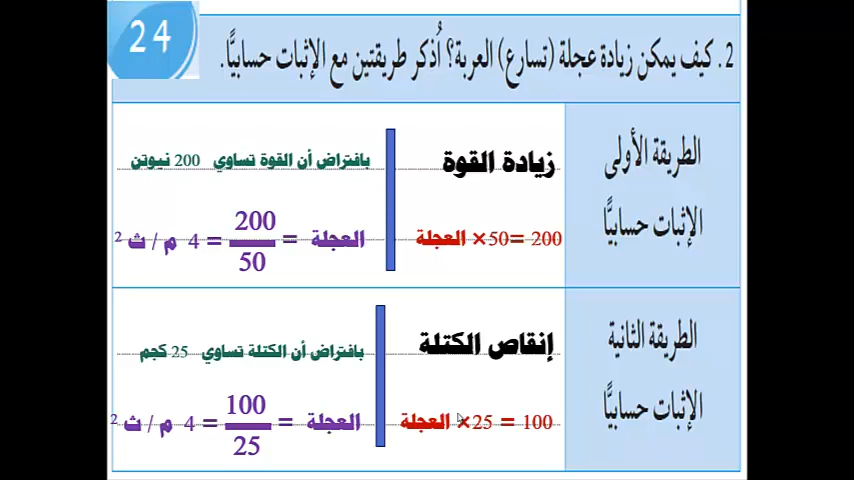 24
2. كيف يمكن زيادة عجلة (تسارع) العربة؟ أُذكر طريقتين مع الإثبات حسابيًّا.
الطريقة الأولى
الإثبات حسابيًّا
زيادة القوة
200 =50× العجلة
بافتراض أن القوة تساوي 200 نيوتن
العجلة = 200/50 = 4 م / ث 2
الطريقة الثانية
الإثبات حسابيًّا
إنقاص الكتلة
100 = 25× العجلة
بافتراض أن الكتلة تساوي 25 كجم
العجلة = 100/25 = 4 م / ث 2